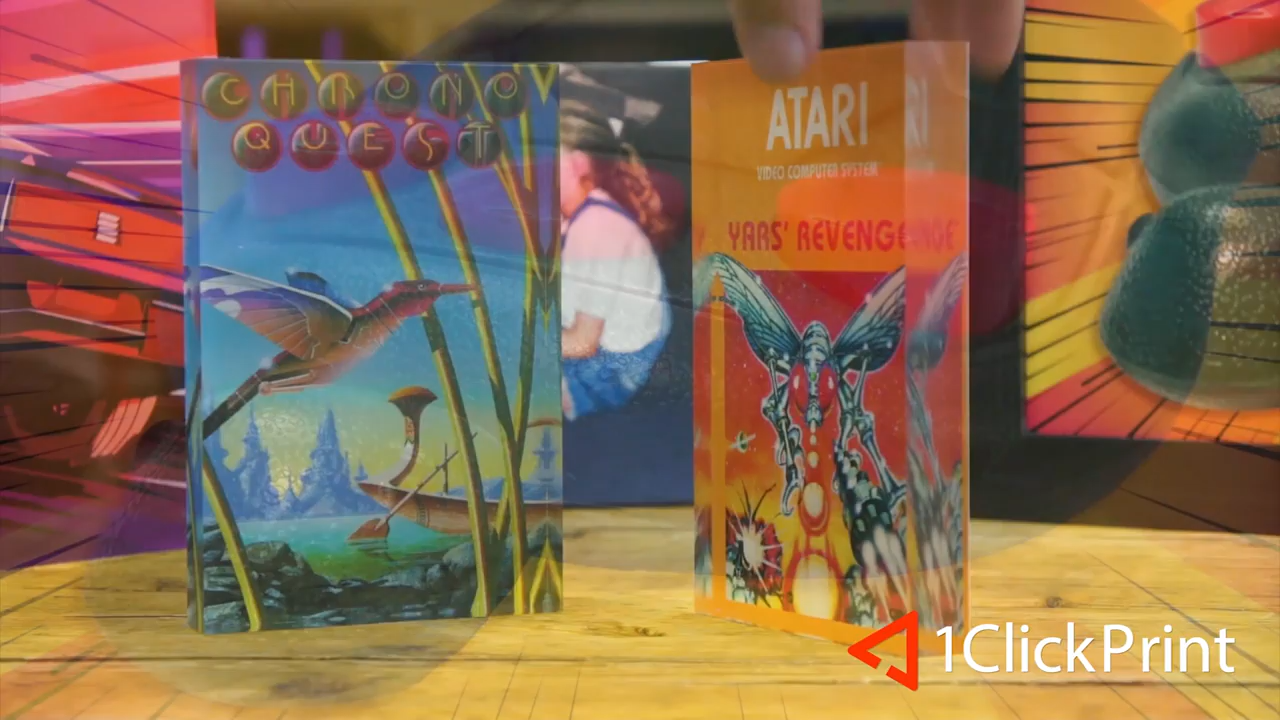 CHRONO
QUEST
ATARI
VIDEO COMPUTER SYSTEM
YARS' REVENGE
1ClickPrint